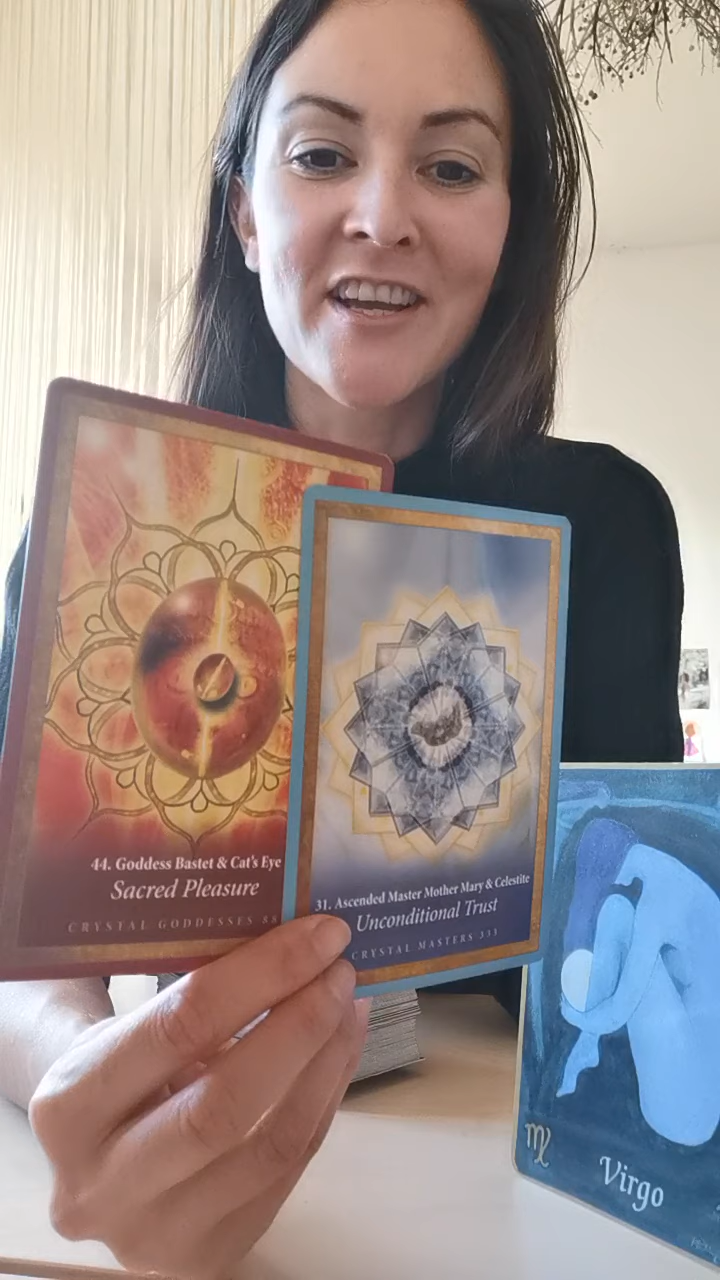 44. Goddess Bastet & Cat's Eye
Sacred Pleasure
CRYSTAL GODDESSES 88
31. Ascended Master Mother Mary & Celestite
Unconditional Trust
CRYSTAL MASTERS 333
♍
Virgo